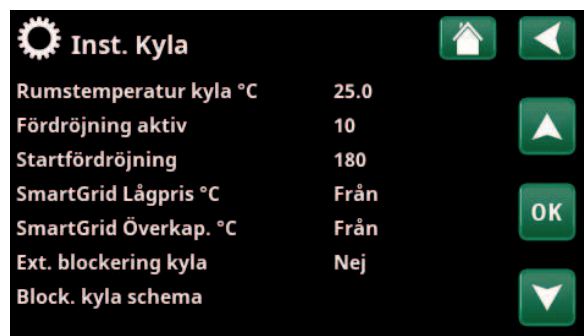 Inst. Kyla
Rumstemperatur kyla °C 25.0
Fördröjning aktiv 10
Startfördröjning 180
SmartGrid Lågpris °C Från
SmartGrid Överkap. °C Från
OK
Ext. blockering kyla Nej
Block. kyla schema